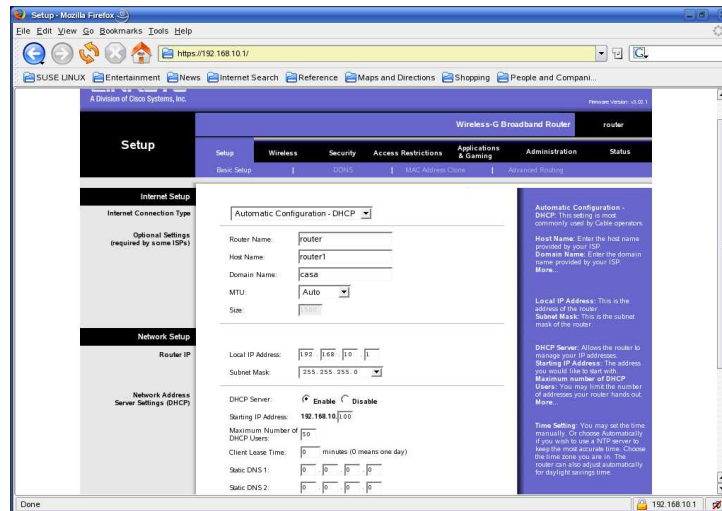 Setup - Mozilla Firefox
File Edit View Go Bookmarks Tools Help
https://192.168.10.1/
G
SUSE LINUX Entertainment News Internet Search Reference Maps and Directions Shopping People and Compani...
A Division of Cisco Systems, Inc.
Firmware Version: v3.03.1
Wireless-G Broadband Router router
Setup
Setup Wireless Security Access Restrictions Applications & Gaming Administration Status
Basic Setup | DDNS | MAC Address Clone | Advanced Routing
Internet Setup
Internet Connection Type
Automatic Configuration - DHCP
Optional Settings
(required by some ISPs)
Router Name: router
Host Name: router1
Domain Name: casa
MTU: Auto
Size: 1500
Network Setup
Router IP
Local IP Address: 192 . 168 . 10 . 1
Subnet Mask: 255.255.255.0
Network Address
Server Settings (DHCP)
DHCP Server: Enable Disable
Starting IP Address: 192.168.10.100
Maximum Number of
DHCP Users: 50
Client Lease Time: 0 minutes (0 means one day)
Static DNS 1: 0 . 0 . 0 . 0
Static DNS 2: 0 . 0 . 0 . 0
Automatic Configuration -
DHCP: This setting is most
commonly used by Cable operators.
Host Name: Enter the host name
provided by your ISP.
Domain Name: Enter the domain
name provided by your ISP.
More...
Local IP Address: This is the
address of the router.
Subnet Mask: This is the subnet
mask of the router.
DHCP Server: Allows the router to
manage your IP addresses.
Starting IP Address: The address
you would like to start with.
Maximum number of DHCP
Users: You may limit the number
of addresses your router hands out.
More...
Time Setting: You may set the time
manually. Or choose Automatically
if you wish to use a NTP server to
keep the most accurate time. Choose
the time zone you are in. The
router can also adjust automatically
for daylight savings time.
Done
192.168.10.1